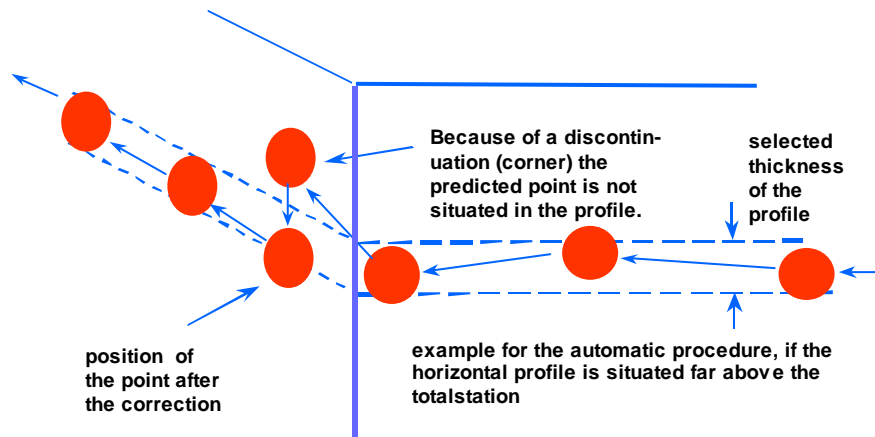 Because of a discontin-
uation (corner) the
predicted point is not
situated in the profile.
selected
thickness
of the
profile
position of
the point after
the correction
example for the automatic procedure, if the
horizontal profile is situated far above the
totalstation